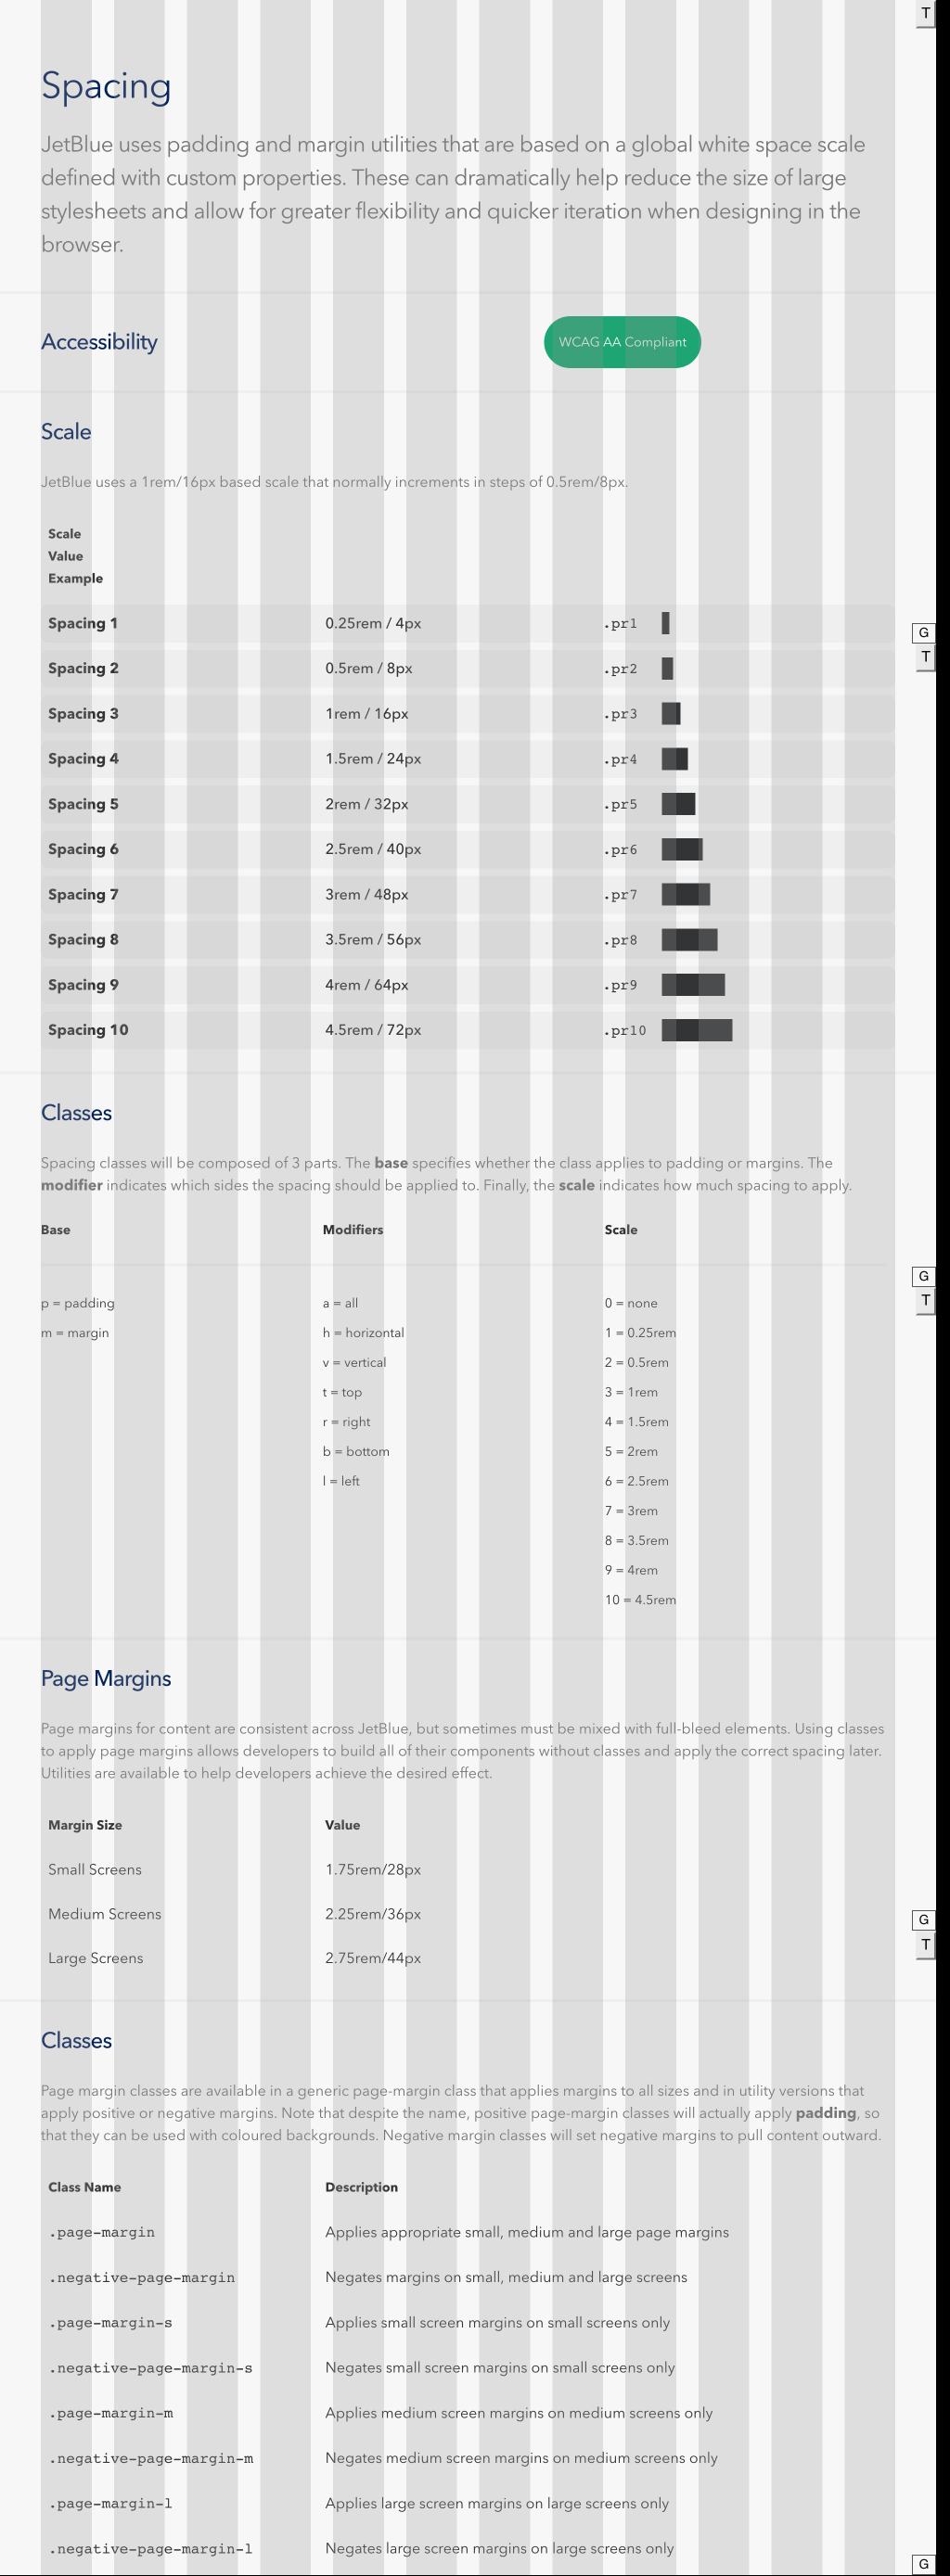 T
Spacing
JetBlue uses padding and margin utilities that are based on a global white space scale
defined with custom properties. These can dramatically help reduce the size of large
stylesheets and allow for greater flexibility and quicker iteration when designing in the
browser.
Accessibility WCAG AA Compliant
Scale
JetBlue uses a 1rem/16px based scale that normally increments in steps of 0.5rem/8px.
Scale
Value
Example
Spacing 1 0.25rem / 4px .pr1
G
Spacing 2 0.5rem / 8px .pr2
T
Spacing 3 1rem / 16px .pr3
Spacing 4 1.5rem / 24px .pr4
Spacing 5 2rem / 32px .pr5
Spacing 6 2.5rem / 40px .pr6
Spacing 7 3rem / 48px .pr7
Spacing 8 3.5rem / 56px .pr8
Spacing 9 4rem / 64px .pr9
Spacing 10 4.5rem / 72px .pr10
Classes
Spacing classes will be composed of 3 parts. The base specifies whether the class applies to padding or margins. The
modifier indicates which sides the spacing should be applied to. Finally, the scale indicates how much spacing to apply.
Base Modifiers Scale
G
p = padding a = all 0 = none
T
m = margin h = horizontal 1 = 0.25rem
v = vertical 2 = 0.5rem
t = top 3 = 1rem
r = right 4 = 1.5rem
b = bottom 5 = 2rem
l = left 6 = 2.5rem
7 = 3rem
8 = 3.5rem
9 = 4rem
10 = 4.5rem
Page Margins
Page margins for content are consistent across JetBlue, but sometimes must be mixed with full-bleed elements. Using classes
to apply page margins allows developers to build all of their components without classes and apply the correct spacing later.
Utilities are available to help developers achieve the desired effect.
Margin Size Value
Small Screens 1.75rem/28px
Medium Screens 2.25rem/36px
G
T
Large Screens 2.75rem/44px
Classes
Page margin classes are available in a generic page-margin class that applies margins to all sizes and in utility versions that
apply positive or negative margins. Note that despite the name, positive page-margin classes will actually apply padding, so
that they can be used with coloured backgrounds. Negative margin classes will set negative margins to pull content outward.
Class Name Description
.page-margin Applies appropriate small, medium and large page margins
.negative-page-margin Negates margins on small, medium and large screens
.page-margin-s Applies small screen margins on small screens only
.negative-page-margin-s Negates small screen margins on small screens only
.page-margin-m Applies medium screen margins on medium screens only
.negative-page-margin-m Negates medium screen margins on medium screens only
.page-margin-l Applies large screen margins on large screens only
.negative-page-margin-l Negates large screen margins on large screens only
G